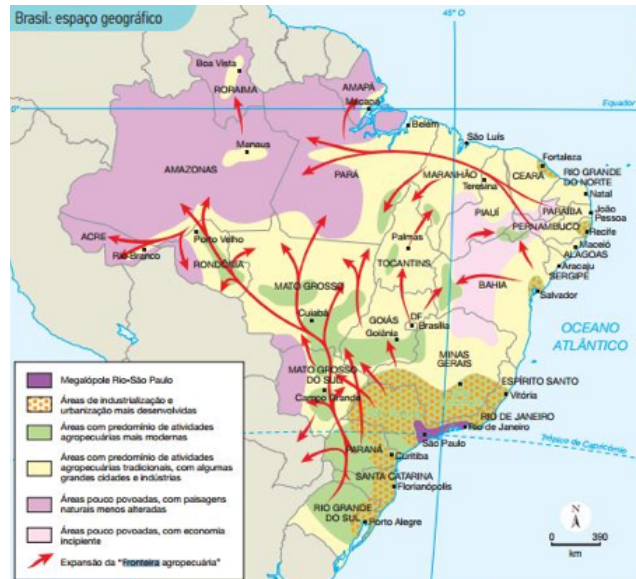 Brasil: espaço geográfico
45° O
Boa Vista
RORAIMA
AMAPÁ
Macapá
0°
Equador
Belém
São Luís
Manaus
Fortaleza
AMAZONAS
PARÁ
MARANHÃO
Teresina
CEARÁ
RIO GRANDE
DO NORTE
Natal
PARAÍBA
João
Pessoa
PIAUÍ
PERNAMBUCO
Recife
ACRE
Porto Velho
Rio Branco
RONDÔNIA
Palmas
TOCANTINS
Maceió
ALAGOAS
Aracaju
SERGIPE
MATO GROSSO
BAHIA
Salvador
Cuiabá
GOIÁS
Goiânia
DF
Brasília
OCEANO
ATLÂNTICO
MATO GROSSO
DO SUL
Campo Grande
MINAS
GERAIS
ESPÍRITO SANTO
Vitória
RIO DE JANEIRO
Rio de Janeiro
São Paulo
Trópico de Capricórnio
PARANÁ
Curitiba
SANTA CATARINA
Florianópolis
RIO GRANDE
DO SUL
Porto Alegre
Megalópole Rio-São Paulo
Áreas de industrialização e
urbanização mais desenvolvidas
Áreas com predomínio de atividades
agropecuárias mais modernas
Áreas com predomínio de atividades
agropecuárias tradicionais, com algumas
grandes cidades e indústrias
Áreas pouco povoadas, com paisagens
naturais menos alteradas
Áreas pouco povoadas, com economia
incipiente
Expansão da "Fronteira agropecuária"
N
0
390
km